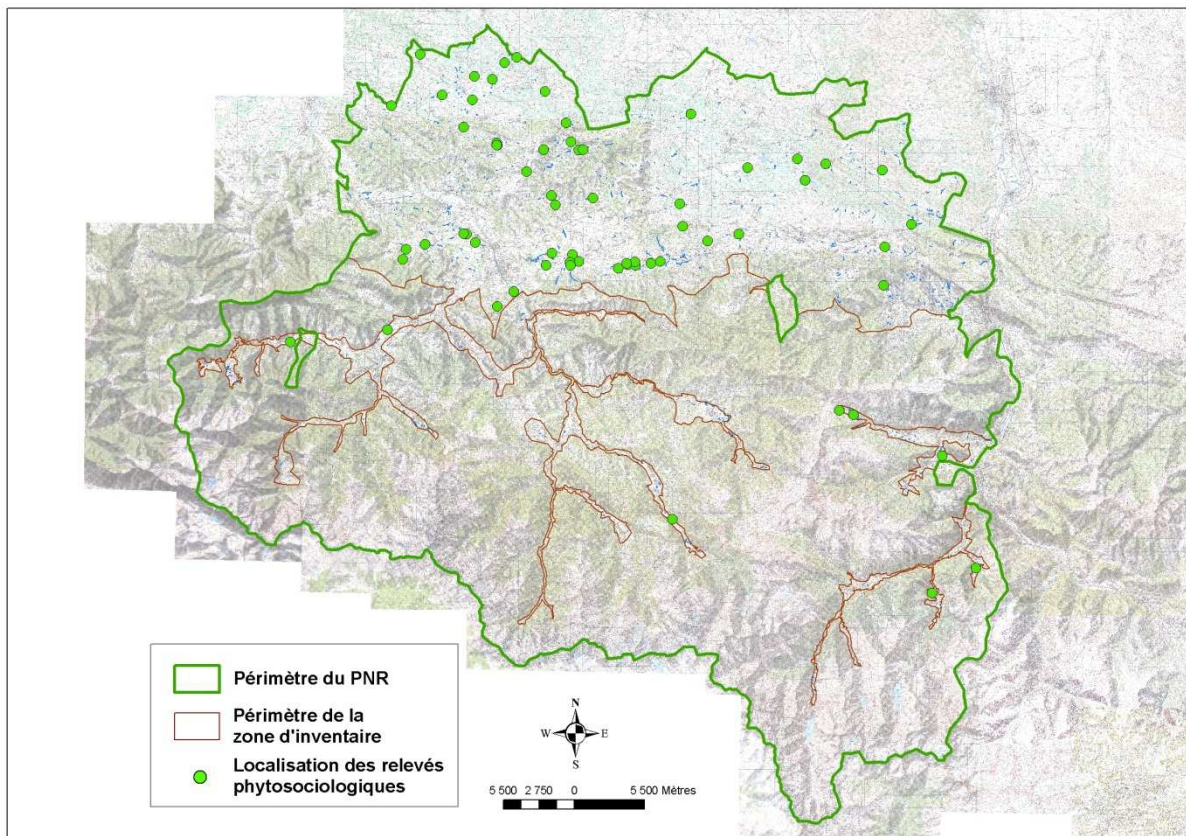 Périmètre du PNR
Périmètre de la
zone d'inventaire
Localisation des relevés
phytosociologiques
N
W E
S
5 500 2 750 0 5 500 Mètres